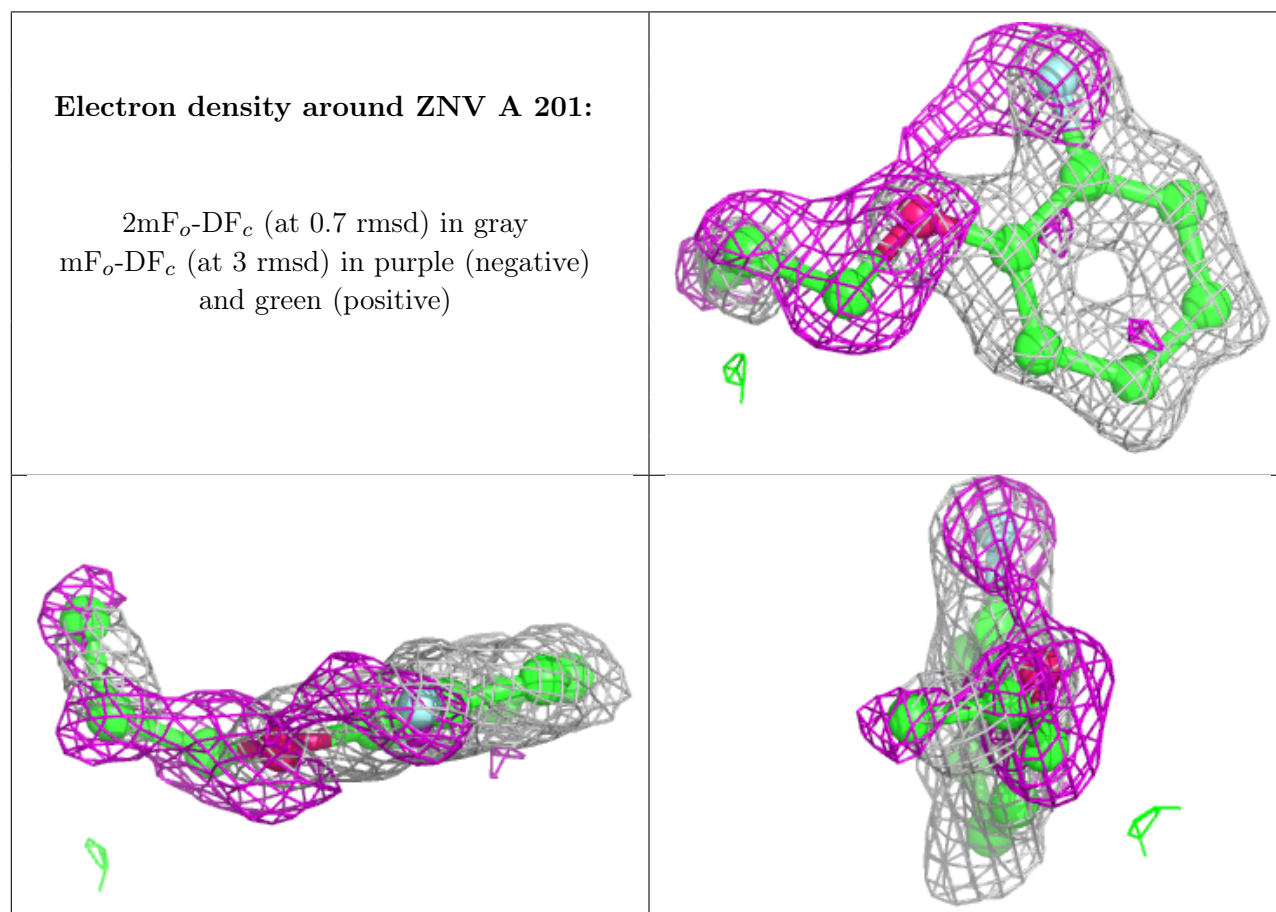 Electron density around ZNV A 201:
2mFo-DFc (at 0.7 rmsd) in gray
mFo-DFc (at 3 rmsd) in purple (negative)
and green (positive)